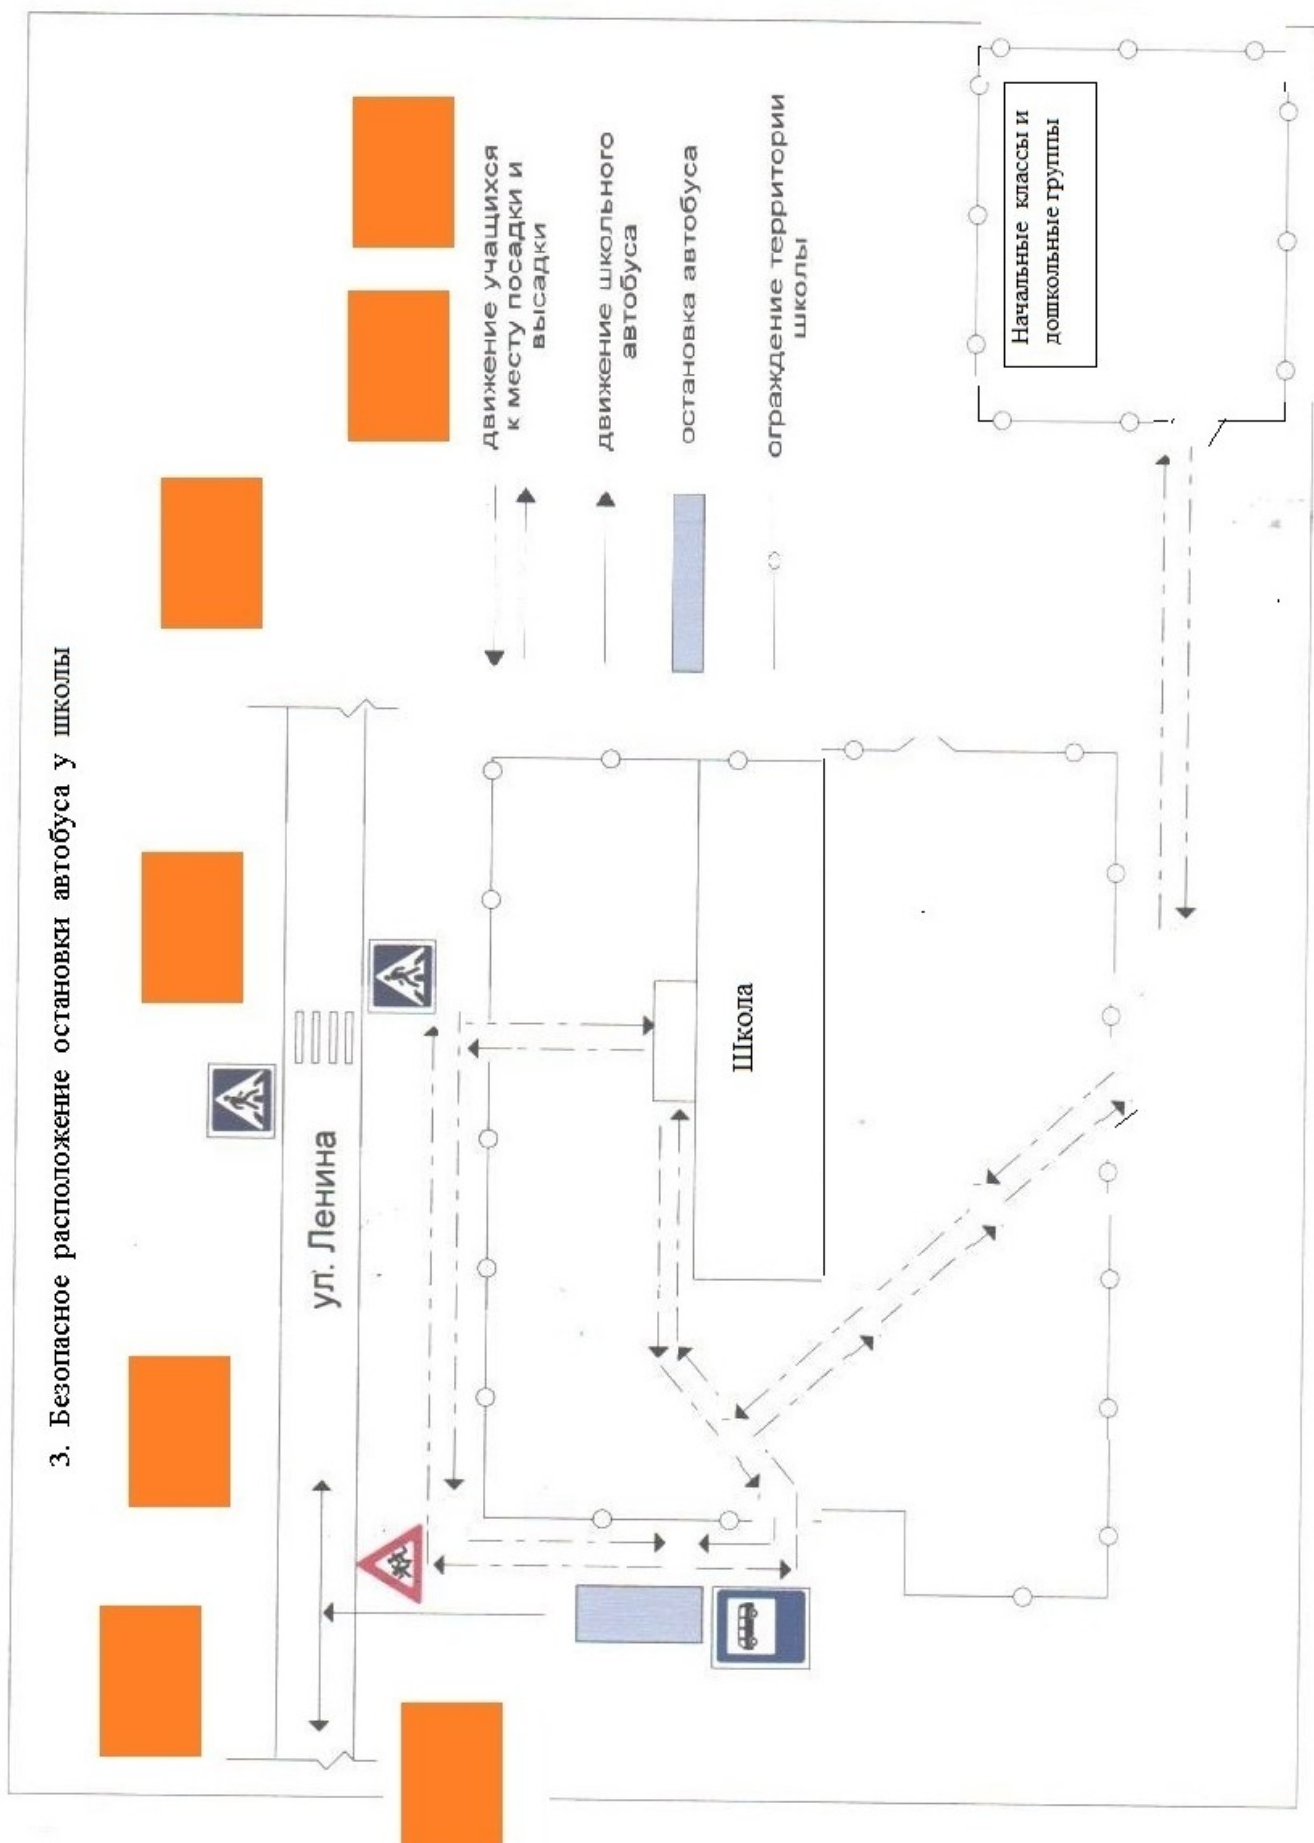 3. Безопасное расположение остановки автобуса у школы
ул. Ленина
Школа
движение учащихся
к месту посадки и
высадки
движение школьного
автобуса
остановка автобуса
ограждение территории
школы
Начальные классы и
дошкольные группы